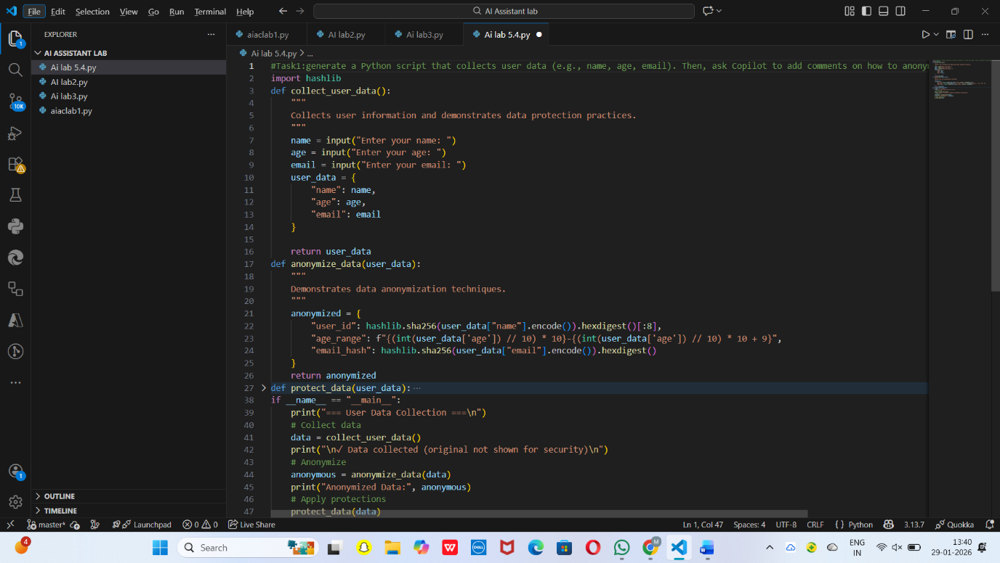 File Edit Selection View Go Run Terminal Help
AI Assistant lab
EXPLORER
aiaclab1.py
AI lab2.py
Ai lab3.py
Ai lab 5.4.py
AI ASSISTANT LAB
Ai lab 5.4.py
AI lab2.py
Ai lab3.py
aiaclab1.py
1
10K
Ai lab 5.4.py > ...
1 #Task1:generate a Python script that collects user data (e.g., name, age, email). Then, ask Copilot to add comments on how to anony
2 import hashlib
3 def collect_user_data():
4 """
5 Collects user information and demonstrates data protection practices.
6 """
7 name = input("Enter your name: ")
8 age = input("Enter your age: ")
9 email = input("Enter your email: ")
10 user_data = {
11 "name": name,
12 "age": age,
13 "email": email
14 }
15
16 return user_data
17 def anonymize_data(user_data):
18 """
19 Demonstrates data anonymization techniques.
20 """
21 anonymized = {
22 "user_id": hashlib.sha256(user_data["name"].encode()).hexdigest()[:8],
23 "age_range": f"{(int(user_data['age']) // 10) * 10}-{(int(user_data['age']) // 10) * 10 + 9}",
24 "email_hash": hashlib.sha256(user_data["email"].encode()).hexdigest()
25 }
26 return anonymized
27 def protect_data(user_data): ...
38 if __name__ == "__main__":
39 print("=== User Data Collection ===\n")
40 # Collect data
41 data = collect_user_data()
42 print("\n✓ Data collected (original not shown for security)\n")
43 # Anonymize
44 anonymous = anonymize_data(data)
45 print("Anonymized Data:", anonymous)
46 # Apply protections
47 protect_data(data)
1
OUTLINE
TIMELINE
master* Launchpad 0 0 Live Share
Ln 1, Col 47 Spaces: 4 UTF-8 CRLF { } Python 3.13.7 Quokka
4
Search
DELL
M
ENG
IN
13:40
29-01-2026